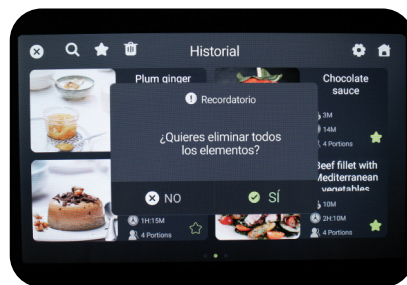 Historial
Plum ginger
Chocolate
sauce
3M
14M
4 Portions
Recordatorio
¿Quieres eliminar todos
los elementos?
NO
SÍ
1H:15M
4 Portions
Beef fillet with
Mediterranean
vegetables
10M
2H:10M
4 Portions